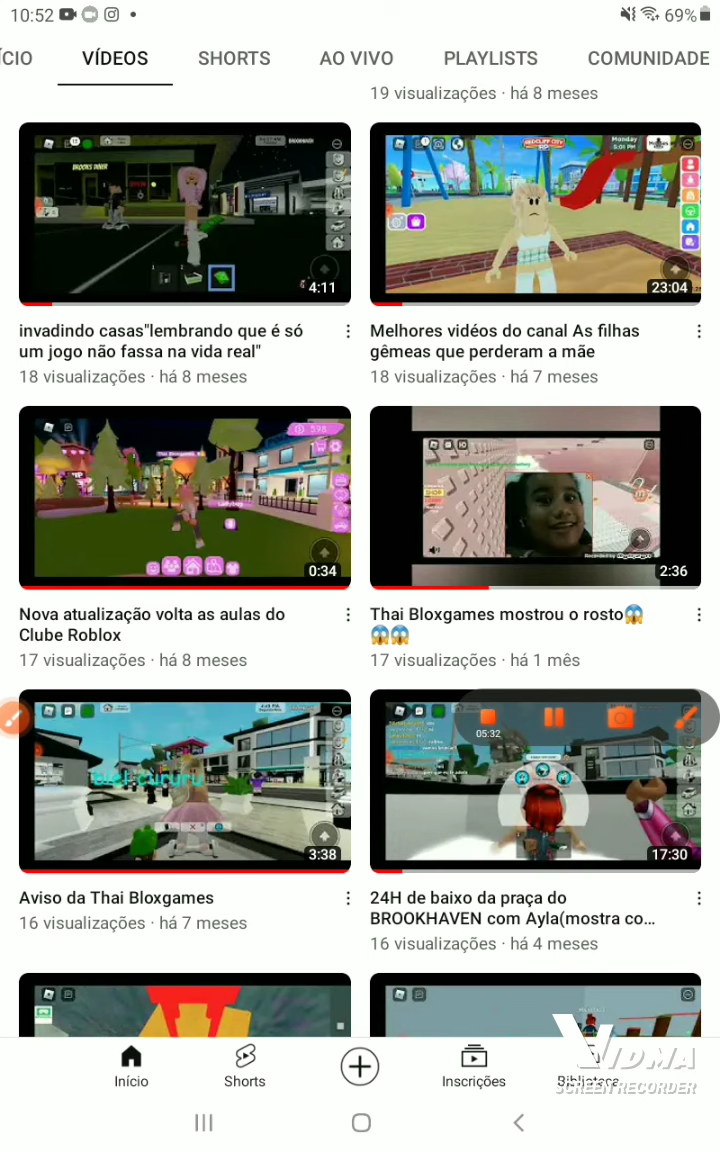 10:52
69%
ÍCIO VÍDEOS SHORTS AO VIVO PLAYLISTS COMUNIDADE
19 visualizações · há 8 meses
BROOKS DINER
4:11
invadindo casas"lembrando que é só
um jogo não fassa na vida real"
18 visualizações · há 8 meses
Monday
23:04
Melhores vidéos do canal As filhas
gêmeas que perderam a mãe
18 visualizações · há 7 meses
598
0:34
Nova atualização volta as aulas do
Clube Roblox
17 visualizações · há 8 meses
2:36
Thai Bloxgames mostrou o rosto😱
😱😱
17 visualizações · há 1 mês
3:38
Aviso da Thai Bloxgames
16 visualizações · há 7 meses
05:32
17:30
24H de baixo da praça do
BROOKHAVEN com Ayla(mostra co...
16 visualizações · há 4 meses
Início Shorts Inscrições Biblioteca
VIDMA
SCREEN RECORDER